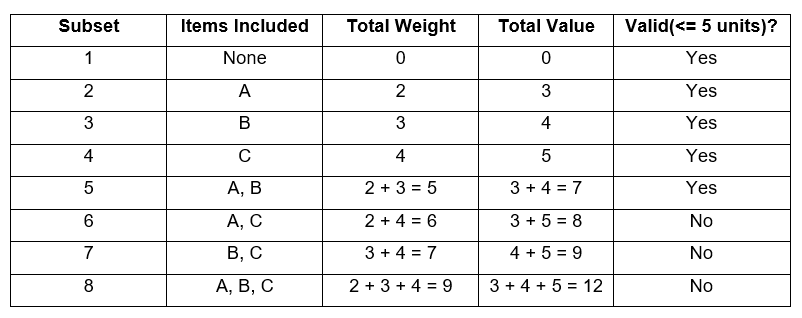 Subset Items Included Total Weight Total Value Valid(<= 5 units)?
1 None 0 0 Yes
2 A 2 3 Yes
3 B 3 4 Yes
4 C 4 5 Yes
5 A, B 2 + 3 = 5 3 + 4 = 7 Yes
6 A, C 2 + 4 = 6 3 + 5 = 8 No
7 B, C 3 + 4 = 7 4 + 5 = 9 No
8 A, B, C 2 + 3 + 4 = 9 3 + 4 + 5 = 12 No